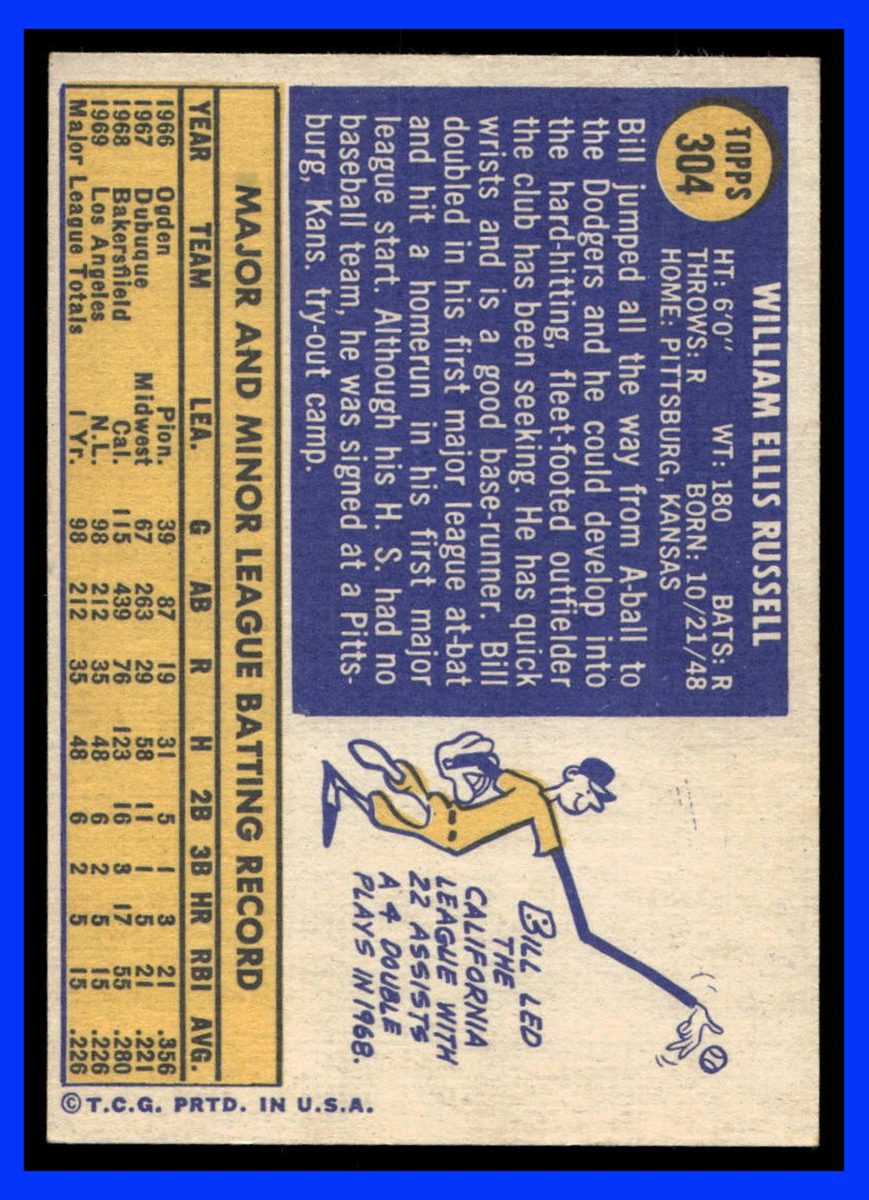 TOPPS
304
WILLIAM ELLIS RUSSELL
HT: 6'0" WT: 180 BATS: R
THROWS: R BORN: 10/21/48
HOME: PITTSBURG, KANSAS
Bill jumped all the way from A-ball to
the Dodgers and he could develop into
the hard-hitting, fleet-footed outfielder
the club has been seeking. He has quick
wrists and is a good base-runner. Bill
doubled in his first major league at-bat
and hit a homerun in his first major
league start. Although his H. S. had no
baseball team, he was signed at a Pitts-
burg, Kans. try-out camp.
BILL LED
THE
CALIFORNIA
LEAGUE WITH
22 ASSISTS
A 4 DOUBLE
PLAYS IN 1968.
MAJOR AND MINOR LEAGUE BATTING RECORD
YEAR TEAM LEA. G AB R H 2B 3B HR RBI AVG.
1966 Ogden Pion. 39 87 19 31 5 1 3 21 .356
1967 Dubuque Midwest 67 263 29 58 11 1 5 21 .221
1968 Bakersfield Cal. 115 439 76 123 16 8 17 55 .280
1969 Los Angeles N.L. 98 212 35 48 6 2 5 15 .226
Major League Totals 1 Yr. 98 212 35 48 6 2 5 15 .226
© T.C.G. PRTD. IN U.S.A.